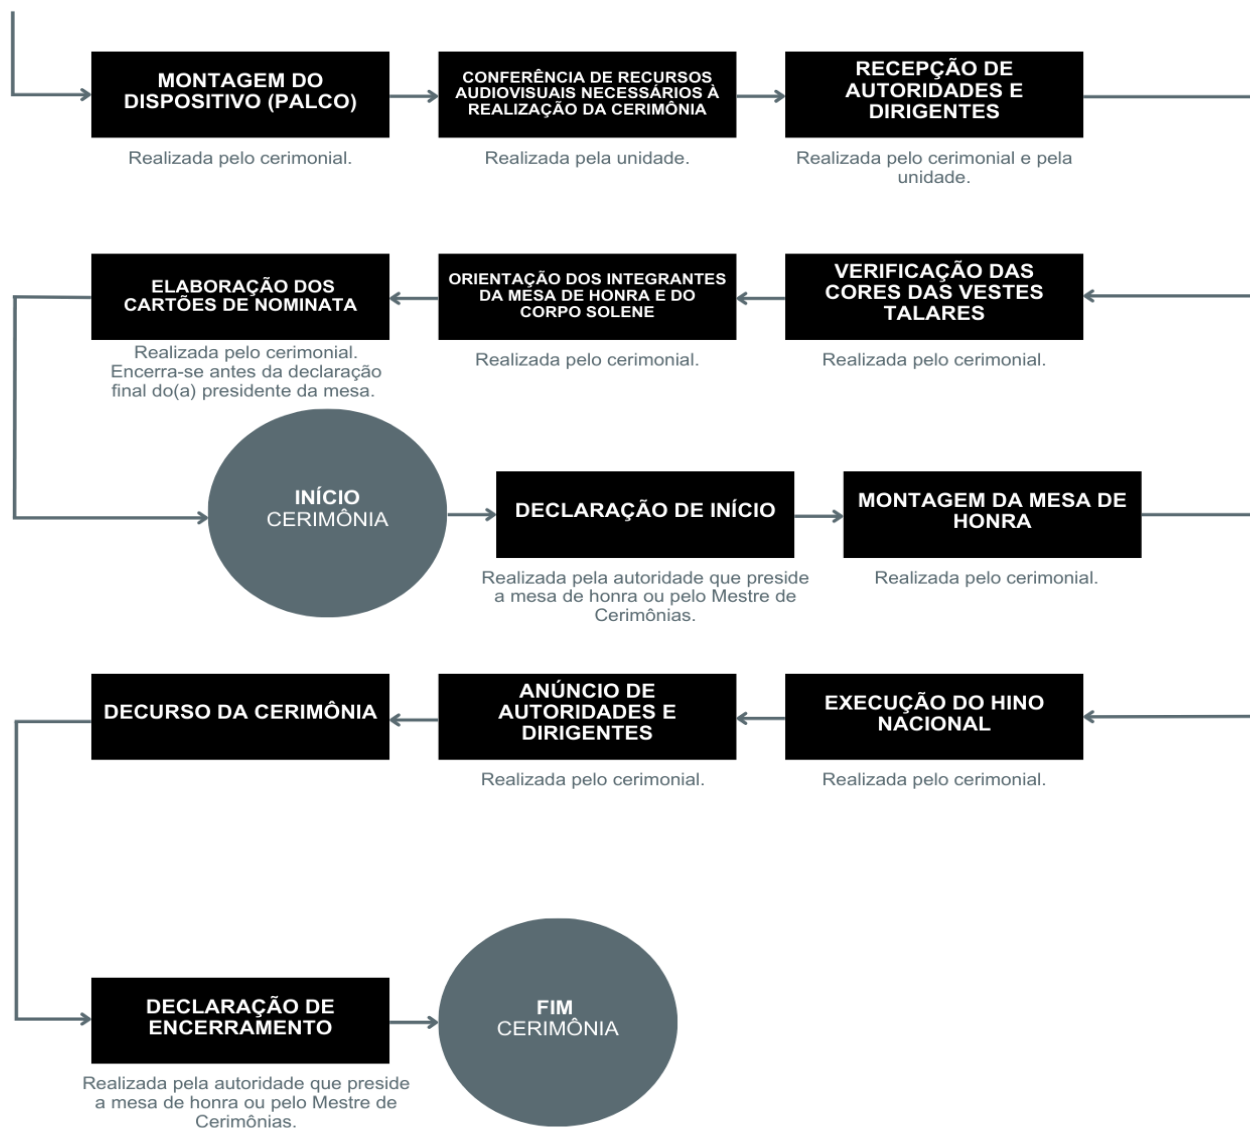 MONTAGEM DO
DISPOSITIVO (PALCO)
Realizada pelo cerimonial.
CONFERÊNCIA DE RECURSOS
AUDIOVISUAIS NECESSÁRIOS À
REALIZAÇÃO DA CERIMÔNIA
Realizada pela unidade.
RECEPÇÃO DE
AUTORIDADES E
DIRIGENTES
Realizada pelo cerimonial e pela
unidade.
VERIFICAÇÃO DAS
CORES DAS VESTES
TALARES
Realizada pelo cerimonial.
ORIENTAÇÃO DOS INTEGRANTES
DA MESA DE HONRA E DO
CORPO SOLENE
Realizada pelo cerimonial.
ELABORAÇÃO DOS
CARTÕES DE NOMINATA
Realizada pelo cerimonial.
Encerra-se antes da declaração
final do(a) presidente da mesa.
INÍCIO
CERIMÔNIA
DECLARAÇÃO DE INÍCIO
Realizada pela autoridade que preside
a mesa de honra ou pelo Mestre de
Cerimônias.
MONTAGEM DA MESA DE
HONRA
Realizada pelo cerimonial.
EXECUÇÃO DO HINO
NACIONAL
Realizada pelo cerimonial.
ANÚNCIO DE
AUTORIDADES E
DIRIGENTES
Realizada pelo cerimonial.
DECURSO DA CERIMÔNIA
DECLARAÇÃO DE
ENCERRAMENTO
Realizada pela autoridade que preside
a mesa de honra ou pelo Mestre de
Cerimônias.
FIM
CERIMÔNIA